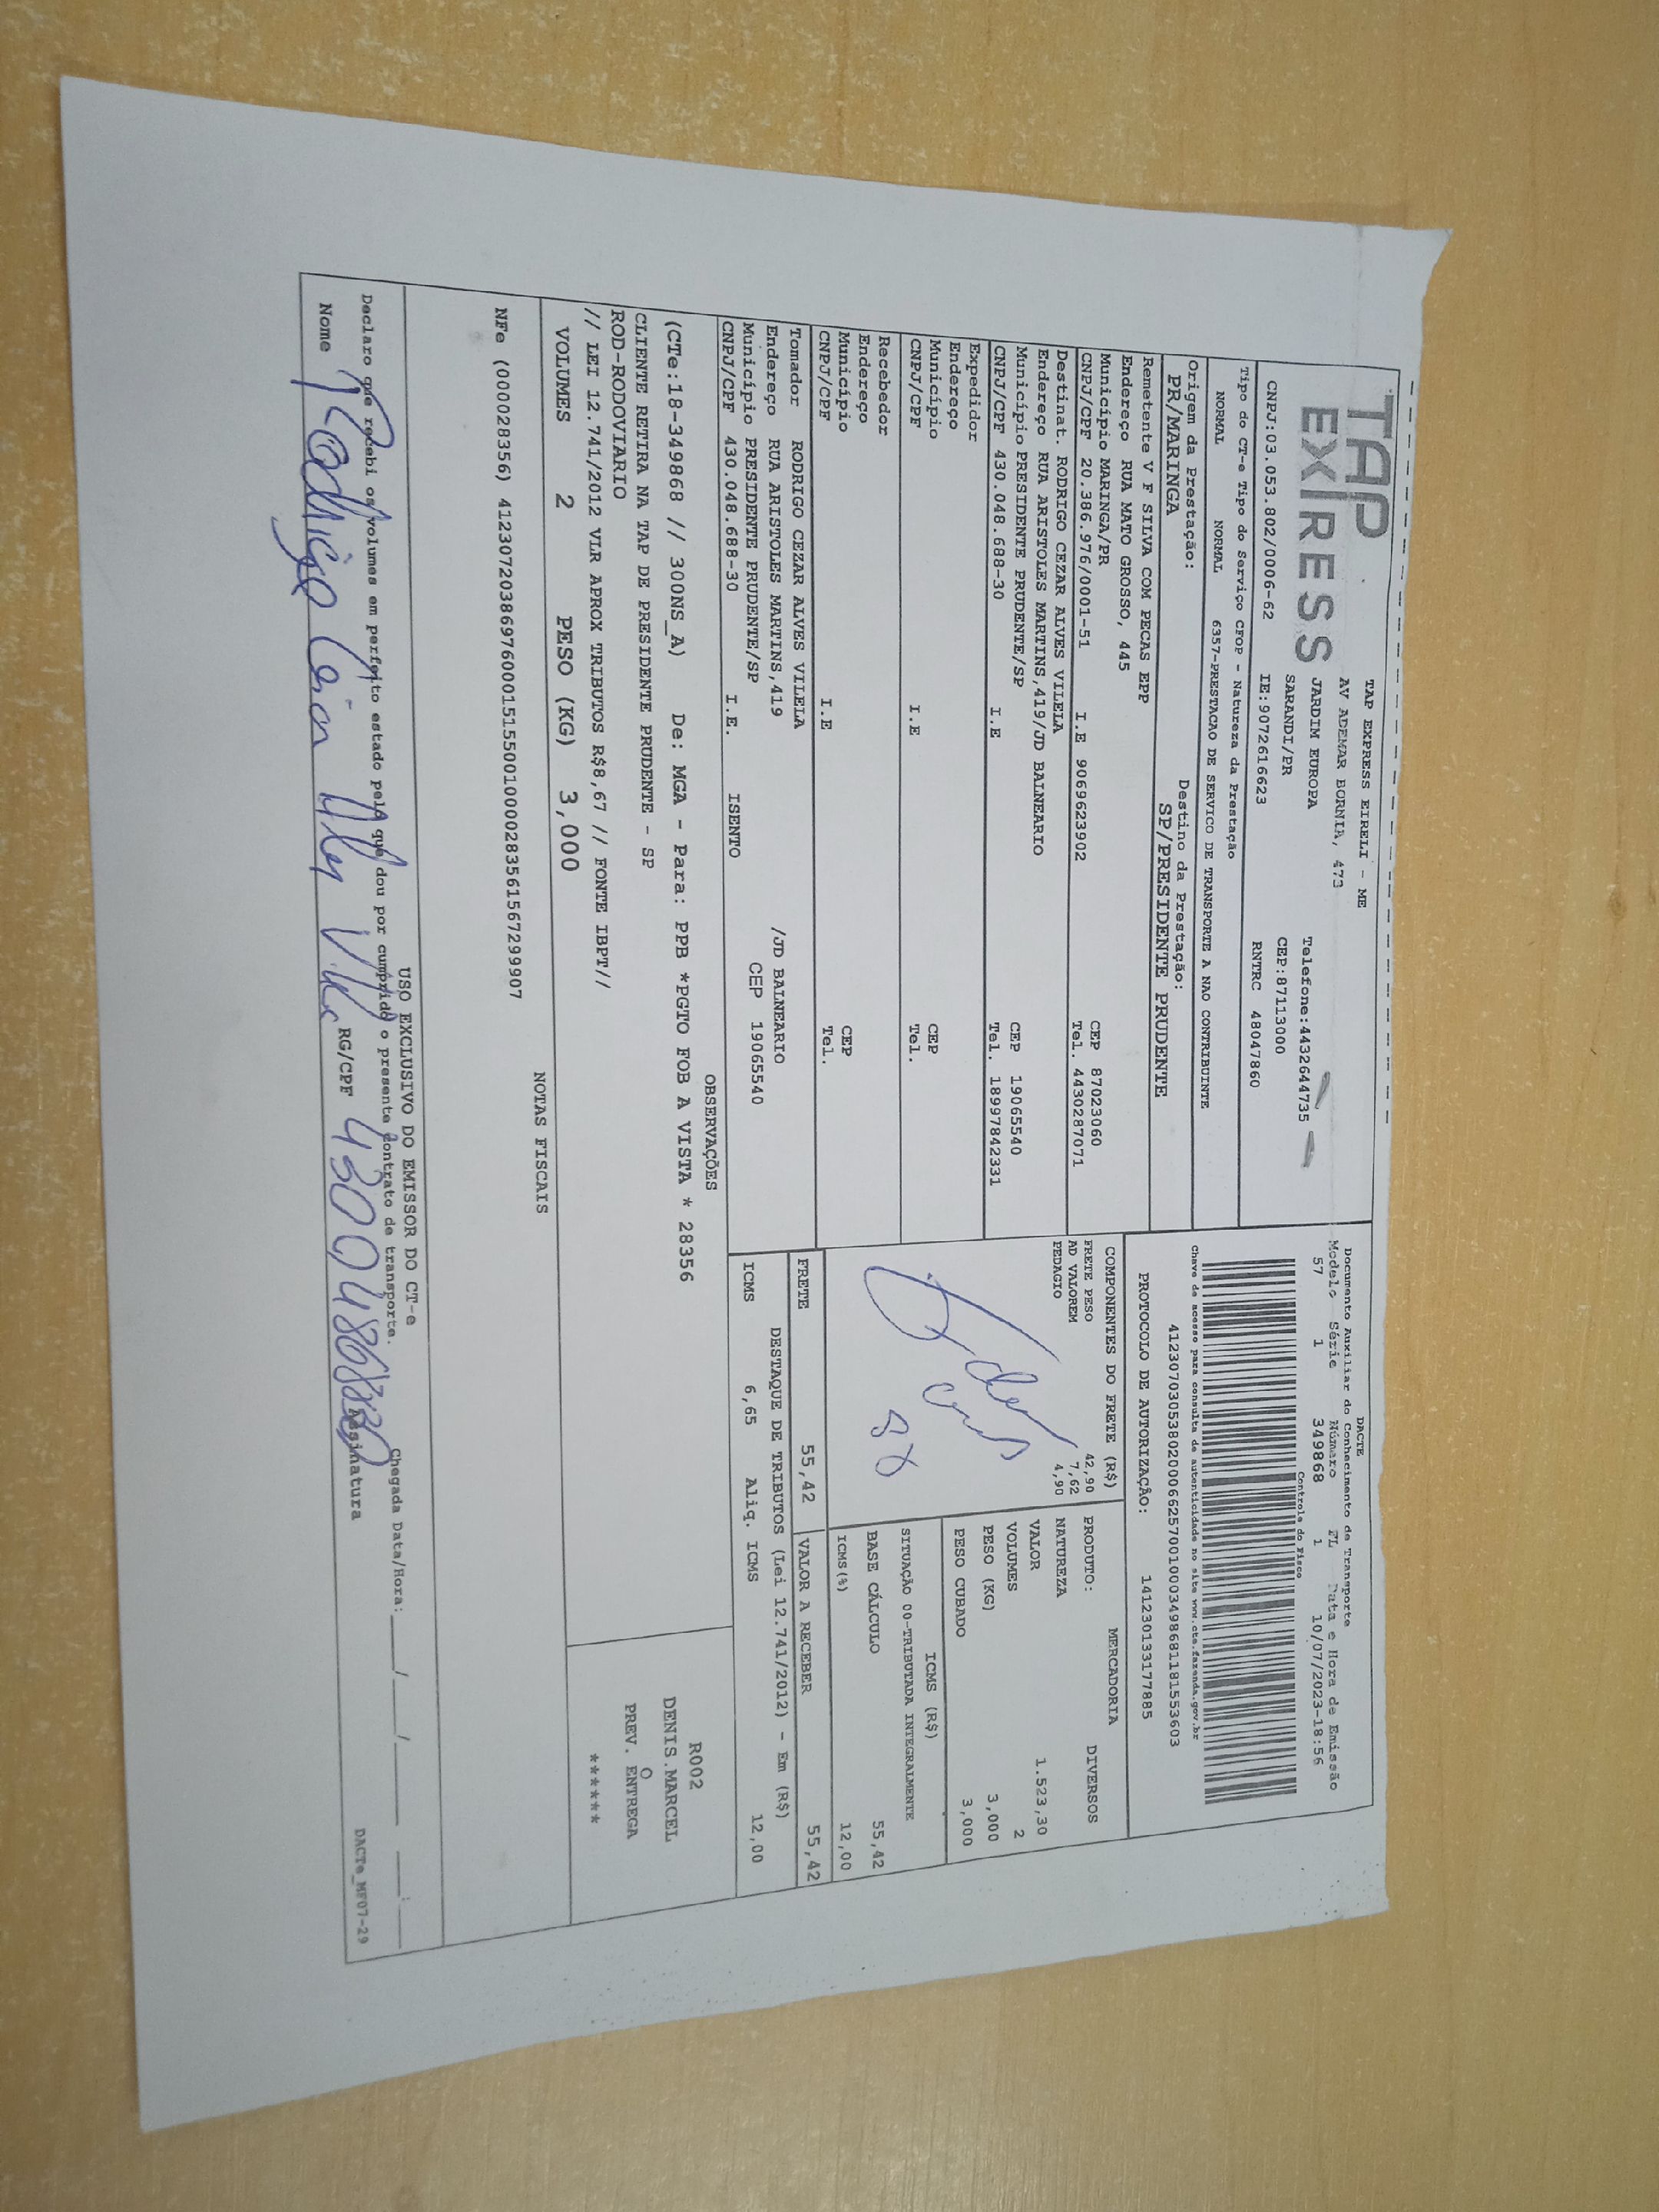 TAP
EXPRESS
TAP EXPRESS EIRELI - ME
AV ADEMAR BORNIA, 473
JARDIM EUROPA
Telefone:4432644735
SARANDI/PR
CEP:87113000
CNPJ:03.053.802/0006-62
IE:9072616623
RNTRC 48047860
Tipo do CT-e Tipo do Serviço CFOP - Natureza da Prestação
NORMAL NORMAL 6357-PRESTACAO DE SERVICO DE TRANSPORTE A NAO CONTRIBUINTE
Origem da Prestação:
PR/MARINGA
Destino da Prestação:
SP/PRESIDENTE PRUDENTE
Remetente V F SILVA COM PECAS EPP
Endereço RUA MATO GROSSO, 445
Município MARINGA/PR CEP 87023060
CNPJ/CPF 20.386.976/0001-51 I.E 9069623902 Tel. 4430287071
Destinat. RODRIGO CEZAR ALVES VILELA
Endereço RUA ARISTOLES MARTINS,419/JD BALNEARIO
Município PRESIDENTE PRUDENTE/SP CEP 19065540
CNPJ/CPF 430.048.688-30 I.E Tel. 18997842331
Expedidor
Endereço
Município CEP
CNPJ/CPF I.E Tel.
Recebedor
Endereço
Município CEP
CNPJ/CPF I.E Tel.
Tomador RODRIGO CEZAR ALVES VILELA
Endereço RUA ARISTOLES MARTINS,419 /JD BALNEARIO
Município PRESIDENTE PRUDENTE/SP CEP 19065540
CNPJ/CPF 430.048.688-30 I.E. ISENTO
DACTE
Documento Auxiliar do Conhecimento de Transporte
Modelo Série Número FL Data e Hora de Emissão
57 1 349868 1 10/07/2023-18:56
Controle do Fisco
Chave de acesso para consulta de autenticidade no site www.cte.fazenda.gov.br
41230703053802000662570010003498681181553603
PROTOCOLO DE AUTORIZAÇÃO: 141230133177885
COMPONENTES DO FRETE (R$)
FRETE PESO 42,90
AD VALOREM 7,62
PEDAGIO 4,90
MERCADORIA
PRODUTO: DIVERSOS
NATUREZA
VALOR 1.523,30
VOLUMES 2
PESO (KG) 3,000
PESO CUBADO 3,000
ICMS (R$)
SITUAÇÃO 00-TRIBUTADA INTEGRALMENTE
BASE CÁLCULO 55,42
ICMS(%) 12,00
FRETE 55,42 VALOR A RECEBER 55,42
DESTAQUE DE TRIBUTOS (Lei 12.741/2012) - Em (R$)
ICMS 6,65 Aliq. ICMS 12,00
OBSERVAÇÕES
(CTe:18-349868 // 300NS_A) De: MGA - Para: PPB *PGTO FOB A VISTA * 28356
CLIENTE RETIRA NA TAP DE PRESIDENTE PRUDENTE - SP
ROD-RODOVIARIO
// LEI 12.741/2012 VLR APROX TRIBUTOS R$8,67 // FONTE IBPT//
R002
DENIS.MARCEL
O
PREV. ENTREGA
******
VOLUMES 2 PESO (KG) 3,000
NOTAS FISCAIS
NFe (000028356) 41230720386976000151550010000283561567299907
USO EXCLUSIVO DO EMISSOR DO CT-e
Declaro que recebi os volumes em perfeito estado pelo que dou por cumprido o presente contrato de transporte.
Chegada Data/Hora:____/____/______ ____:____
Nome Rodrigo RG/CPF 43004868830 Assinatura
DACTe_MF07-29